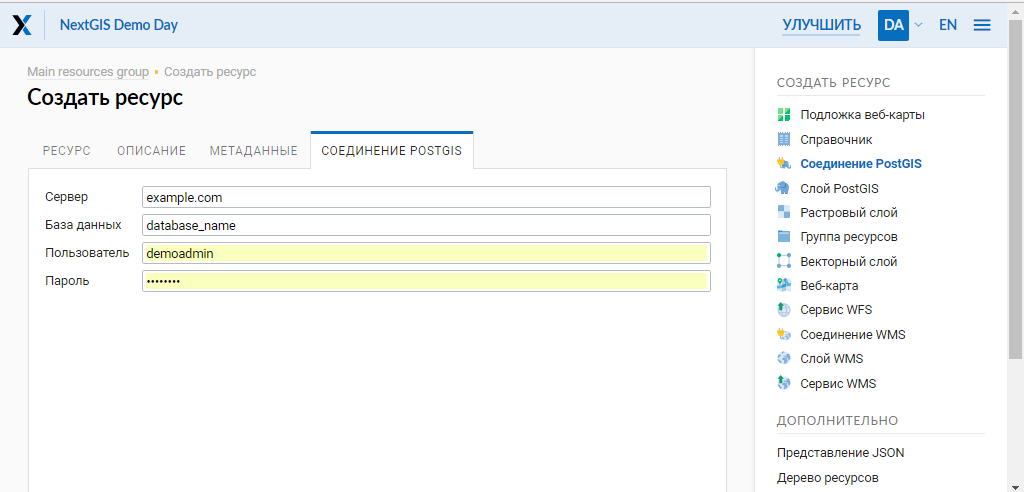 NextGIS Demo Day
УЛУЧШИТЬ
DA
EN
Main resources group • Создать ресурс
Создать ресурс
РЕСУРС
ОПИСАНИЕ
МЕТАДАННЫЕ
СОЕДИНЕНИЕ POSTGIS
Сервер
example.com
База данных
database_name
Пользователь
demoadmin
Пароль
••••••••
СОЗДАТЬ РЕСУРС
Подложка веб-карты
Справочник
Соединение PostGIS
Слой PostGIS
Растровый слой
Группа ресурсов
Векторный слой
Веб-карта
Сервис WFS
Соединение WMS
Слой WMS
Сервис WMS
ДОПОЛНИТЕЛЬНО
Представление JSON
Дерево ресурсов